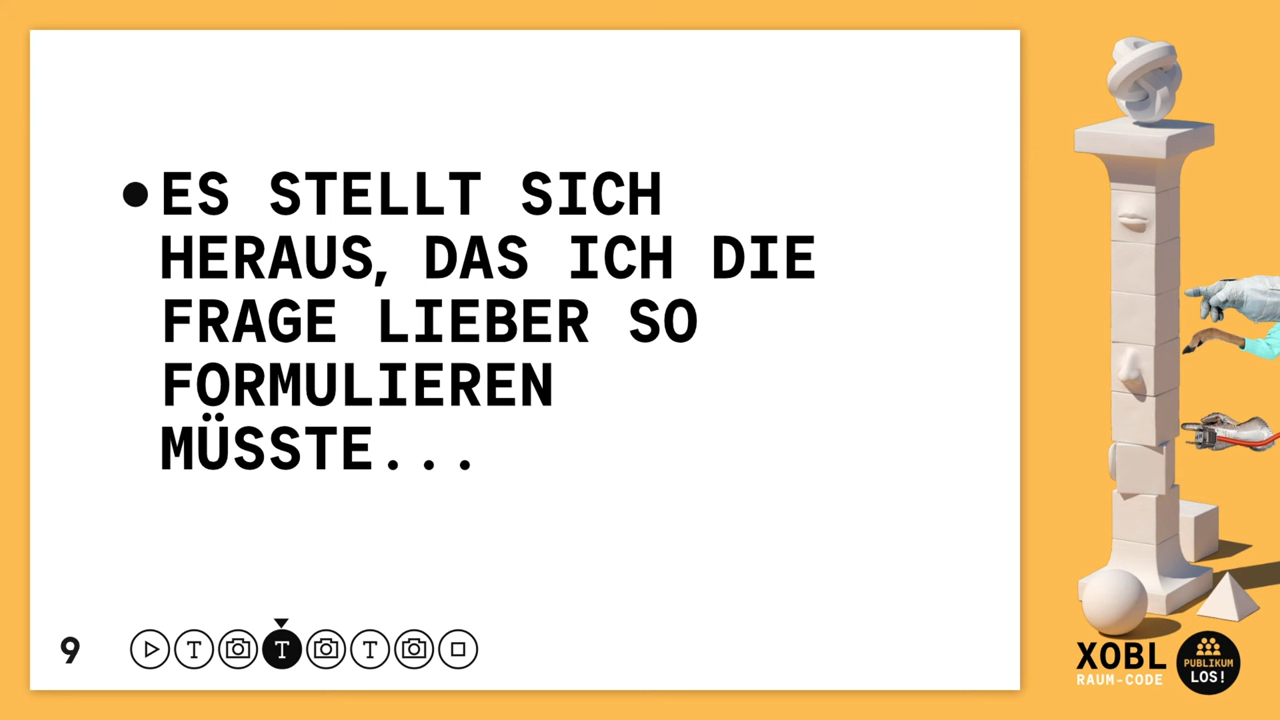 ● ES STELLT SICH
HERAUS, DAS ICH DIE
FRAGE LIEBER SO
FORMULIEREN
MÜSSTE...
9
T
T
T
XOBL
RAUM-CODE
PUBLIKUM
LOS!